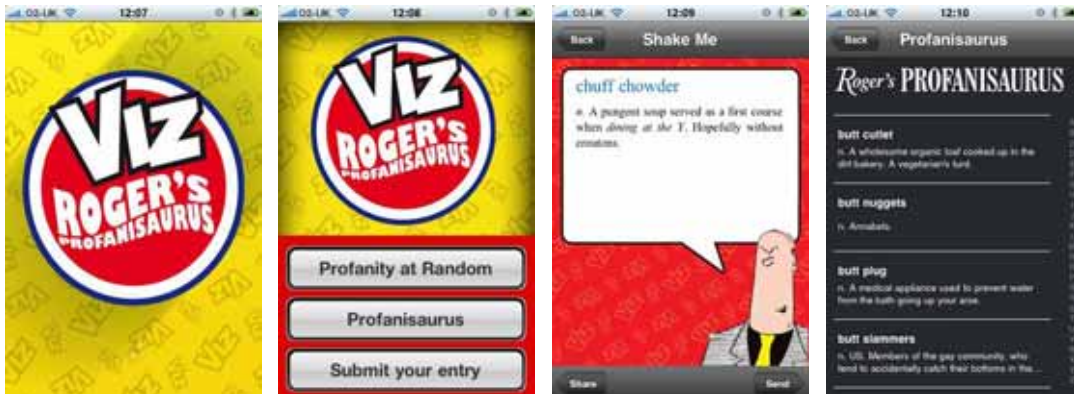 O2-UK 12:07
VIZ
ROGER'S
PROFANISAURUS
O2-UK 12:08
VIZ
ROGER'S
PROFANISAURUS
Profanity at Random
Profanisaurus
Submit your entry
O2-UK 12:09
Back Shake Me
chuff chowder
n. A pungent soup served as a first course
when dining at the Y. Hopefully without
croutons.
Share Send
O2-UK 12:10
Back Profanisaurus
Roger's PROFANISAURUS
butt cutlet
n. A wholesome organic loaf cooked up in the
dirt bakery. A vegetarian's turd.
butt nuggets
n. Arsenals.
butt plug
n. A medical appliance used to prevent water
from the bath going up your arse.
butt slammers
n. US. Members of the gay community, who
tend to accidentally catch their bottoms in the...